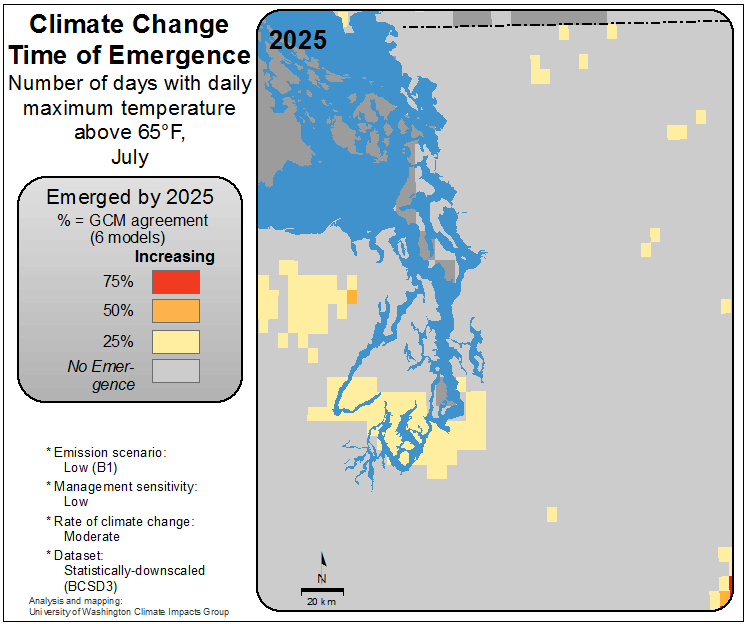 Climate Change
Time of Emergence
Number of days with daily
maximum temperature
above 65°F,
July
2025
Emerged by 2025
% = GCM agreement
(6 models)
Increasing
75%
50%
25%
No Emer-
gence
* Emission scenario:
Low (B1)
* Management sensitivity:
Low
* Rate of climate change:
Moderate
* Dataset:
Statistically-downscaled
(BCSD3)
Analysis and mapping:
University of Washington Climate Impacts Group
N
20 km